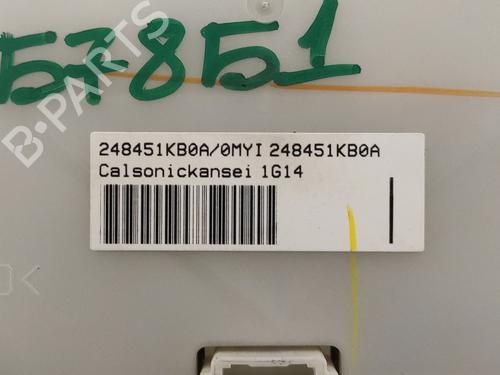 57851
B-PARTS
248451KB0A/0MYI 248451KB0A
Calsonickansei 1G14